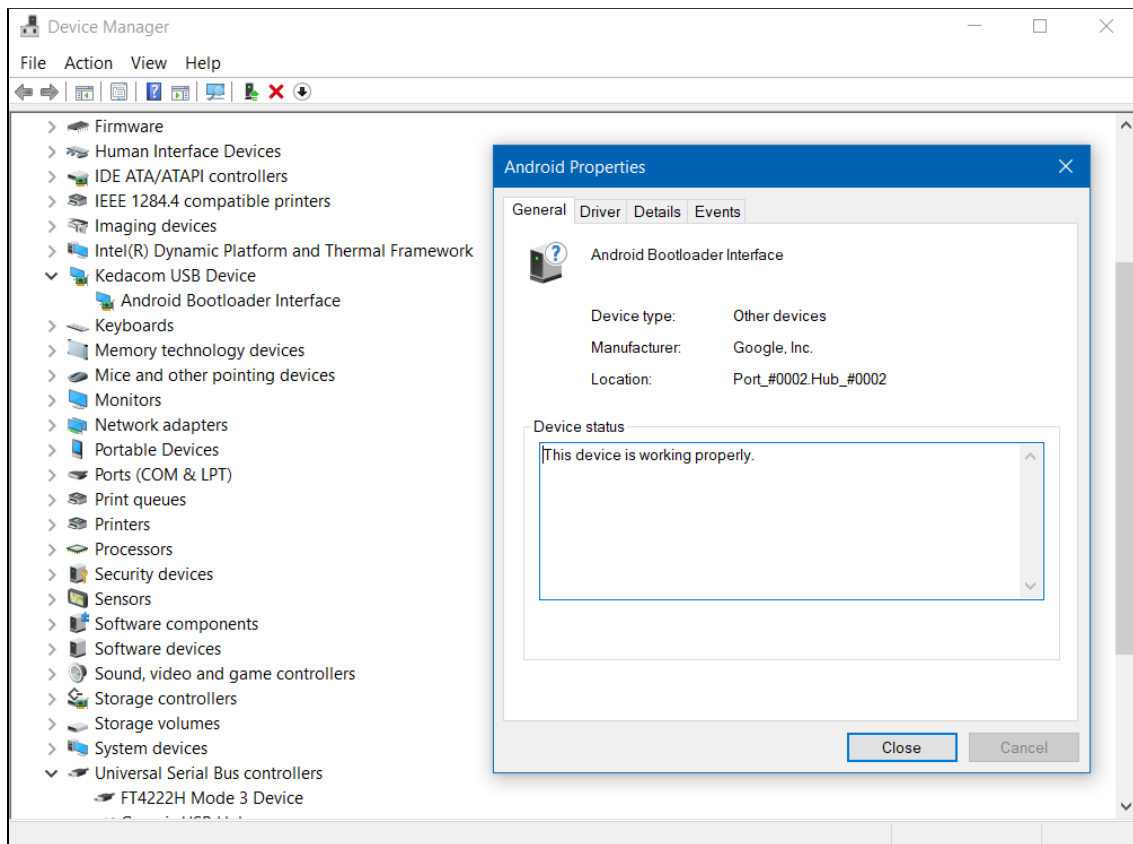 Device Manager
File Action View Help
Firmware
Human Interface Devices
IDE ATA/ATAPI controllers
IEEE 1284.4 compatible printers
Imaging devices
Intel(R) Dynamic Platform and Thermal Framework
Kedacom USB Device
Android Bootloader Interface
Keyboards
Memory technology devices
Mice and other pointing devices
Monitors
Network adapters
Portable Devices
Ports (COM & LPT)
Print queues
Printers
Processors
Security devices
Sensors
Software components
Software devices
Sound, video and game controllers
Storage controllers
Storage volumes
System devices
Universal Serial Bus controllers
FT4222H Mode 3 Device
Android Properties
General Driver Details Events
Android Bootloader Interface
Device type: Other devices
Manufacturer: Google, Inc.
Location: Port_#0002.Hub_#0002
Device status
This device is working properly.
Close Cancel